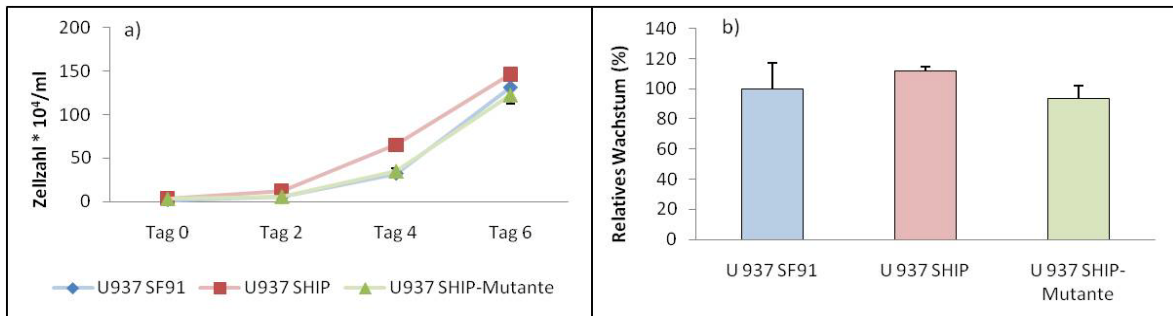 a)
Zellzahl * 10⁴/ml
200
150
100
50
0
Tag 0 Tag 2 Tag 4 Tag 6
U937 SF91 U937 SHIP U937 SHIP-Mutante
b)
Relatives Wachstum (%)
140
120
100
80
60
40
20
0
U 937 SF91 U 937 SHIP U 937 SHIP-
Mutante